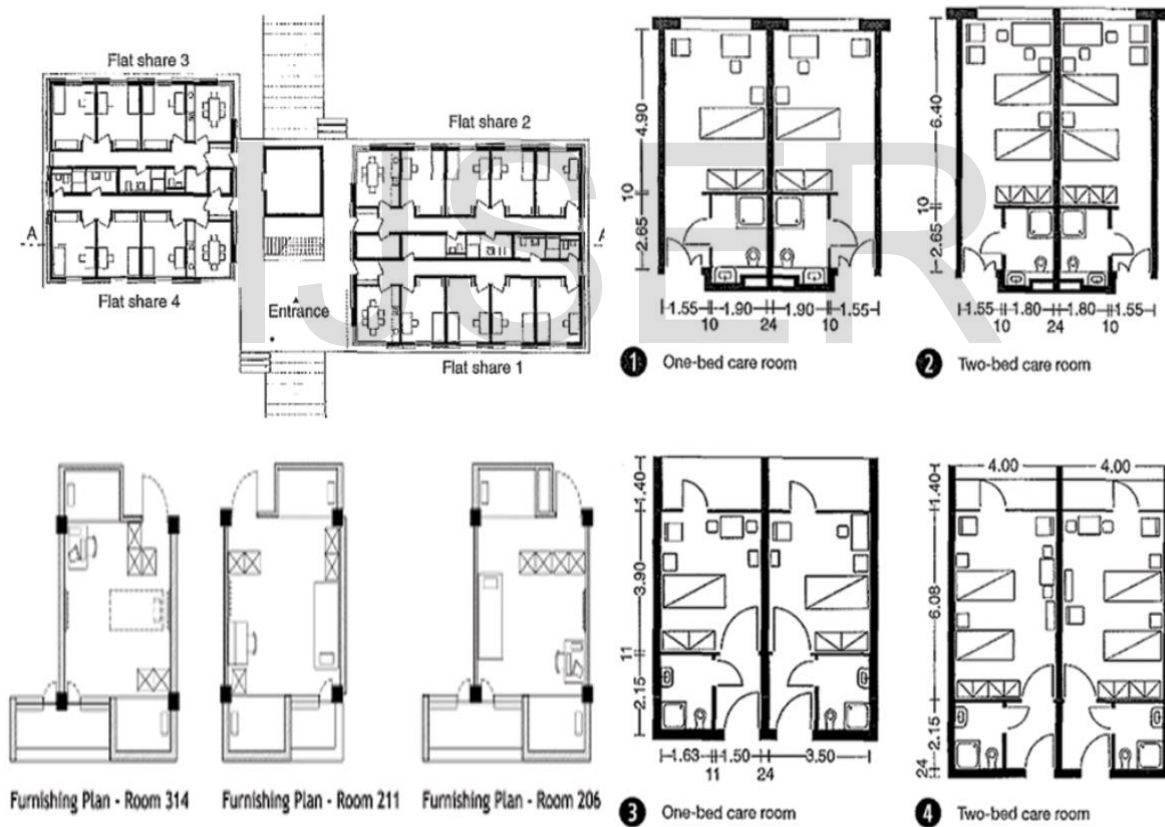 Flat share 3
Flat share 2
A
A
Entrance
Flat share 4
Flat share 1
IJSER
4.90
10
2.65
1.55
1.90
1.90
1.55
10
24
10
1 One-bed care room
6.40
10
2.65
1.55
1.80
1.80
1.55
10
24
10
2 Two-bed care room
Furnishing Plan - Room 314
Furnishing Plan - Room 211
Furnishing Plan - Room 206
1.40
3.90
11
2.15
1.63
1.50
3.50
11
24
3 One-bed care room
4.00
4.00
1.40
6.08
2.15
24
4 Two-bed care room